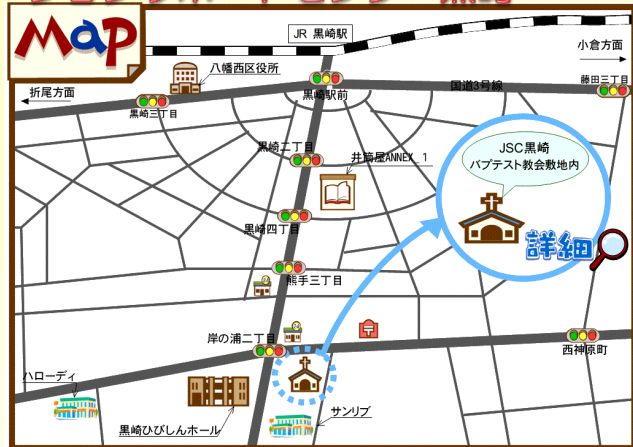 Map
JR 黒崎駅
小倉方面
八幡西区役所
折尾方面
国道3号線
藤田三丁目
黒崎三丁目
黒崎駅前
黒崎二丁目
井筒屋ANNEX_1
JSC黒崎
バプテスト教会敷地内
黒崎四丁目
詳細
熊手三丁目
岸の浦二丁目
西神原町
ハローデイ
サンリブ
黒崎ひびしんホール